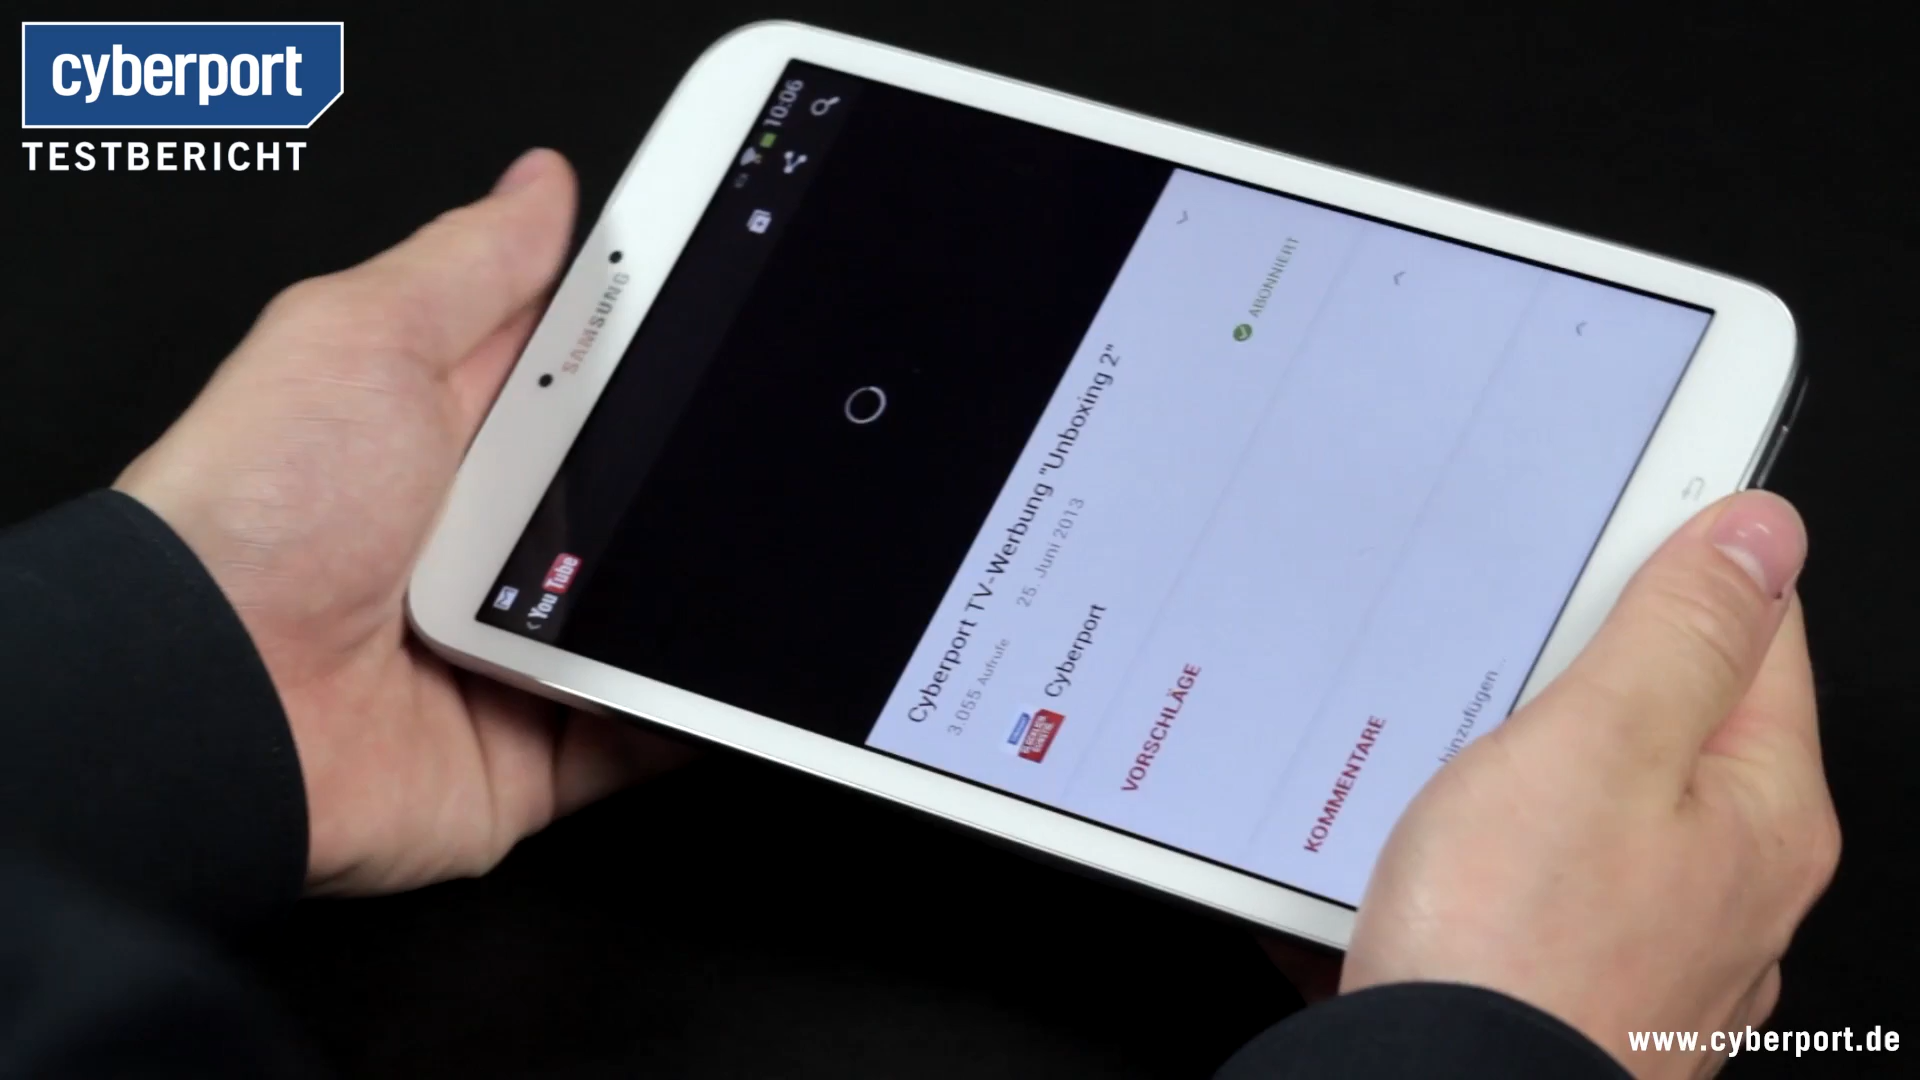 cyberport
TESTBERICHT
SAMSUNG
10:06
You Tube
Cyberport TV-Werbung "Unboxing 2"
3.055 Aufrufe 25. Juni 2013
Cyberport
ABONNIERT
VORSCHLÄGE
KOMMENTARE
hinzufügen...
www.cyberport.de